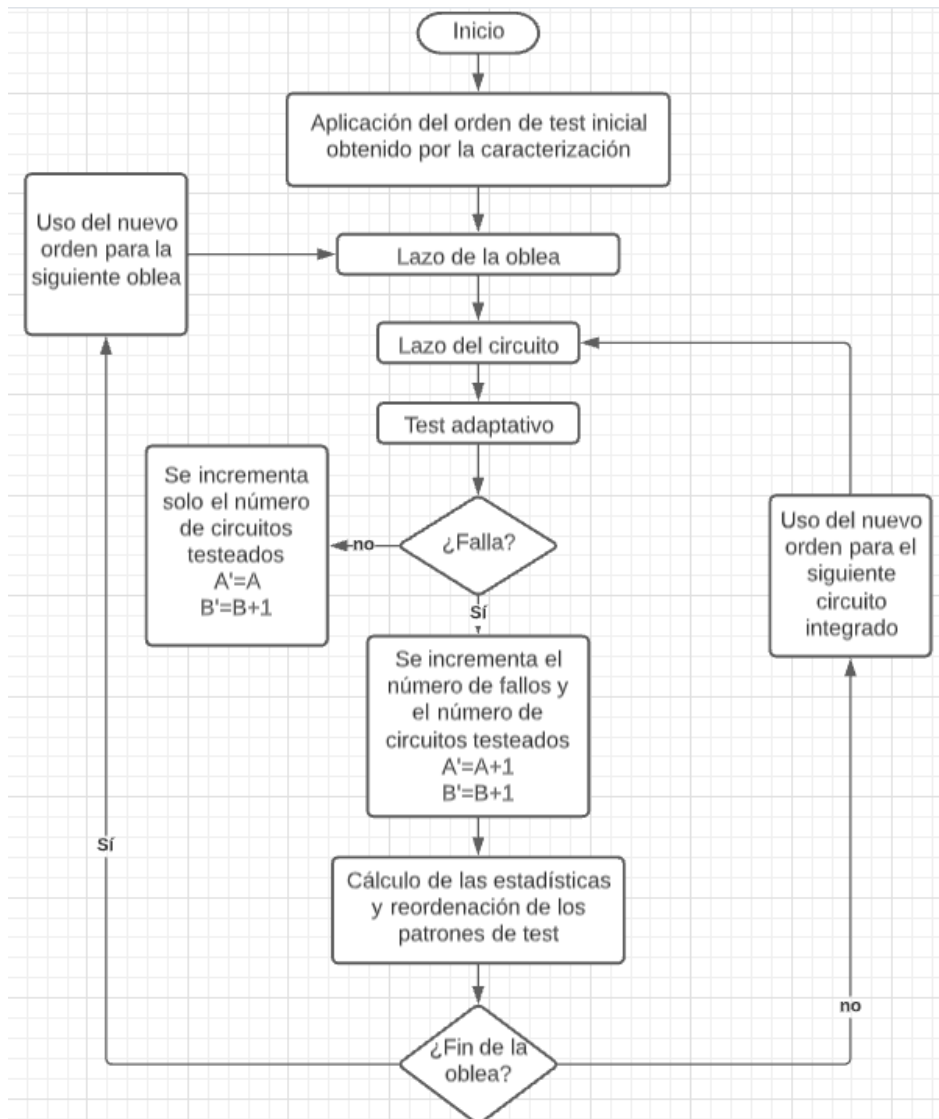 Inicio
Aplicación del orden de test inicial
obtenido por la caracterización
Uso del nuevo
orden para la
siguiente oblea
Lazo de la oblea
Lazo del circuito
Test adaptativo
Se incrementa
solo el número
de circuitos
testeados
A'=A
B'=B+1
no
¿Falla?
Uso del nuevo
orden para el
siguiente
circuito
integrado
Sí
Se incrementa el
número de fallos y
el número de
circuitos testeados
A'=A+1
B'=B+1
Sí
Cálculo de las estadísticas
y reordenación de los
patrones de test
no
¿Fin de la
oblea?